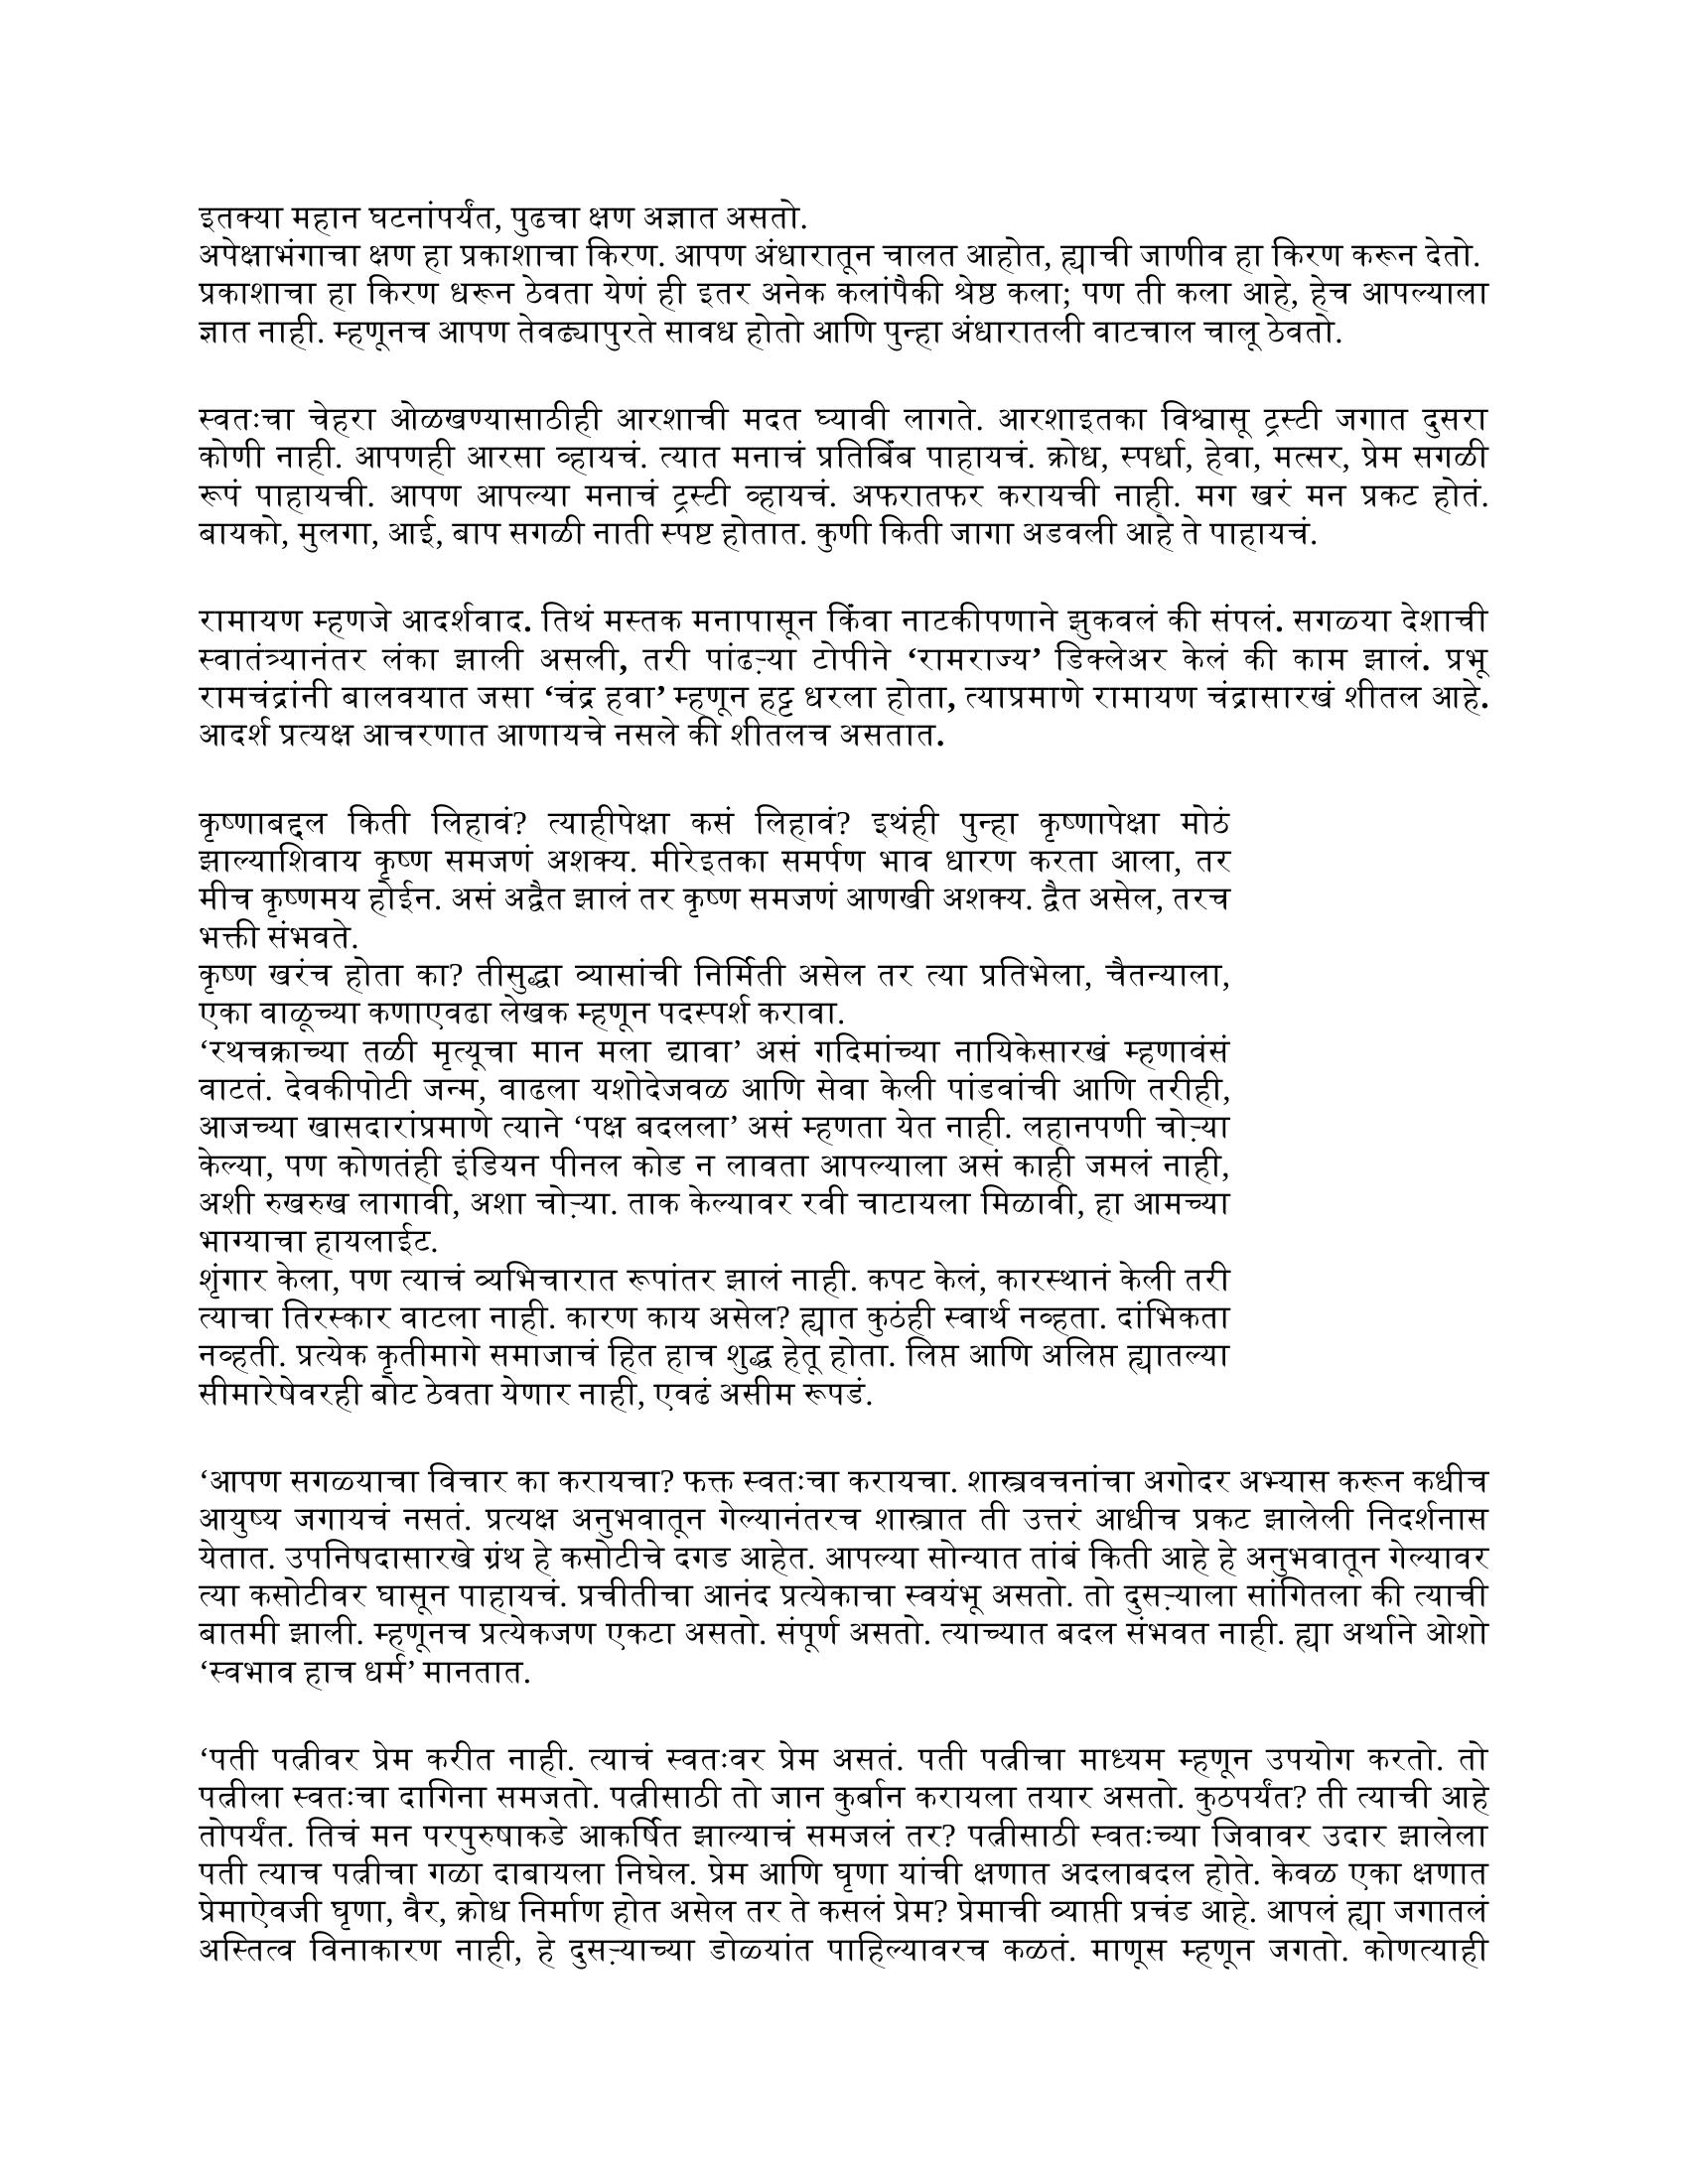 इतक्या महान घटनांपर्यंत, पुढचा क्षण अज्ञात असतो.
अपेक्षाभंगाचा क्षण हा प्रकाशाचा किरण. आपण अंधारातून चालत आहोत, ह्याची जाणीव हा किरण करून देतो.
प्रकाशाचा हा किरण धरून ठेवता येणं ही इतर अनेक कलांपैकी श्रेष्ठ कला; पण ती कला आहे, हेच आपल्याला
ज्ञात नाही. म्हणूनच आपण तेवढ्यापुरते सावध होतो आणि पुन्हा अंधारातली वाटचाल चालू ठेवतो.
स्वतःचा चेहरा ओळखण्यासाठीही आरशाची मदत घ्यावी लागते. आरशाइतका विश्वासू ट्रस्टी जगात दुसरा
कोणी नाही. आपणही आरसा व्हायचं. त्यात मनाचं प्रतिबिंब पाहायचं. क्रोध, स्पर्धा, हेवा, मत्सर, प्रेम सगळी
रूपं पाहायची. आपण आपल्या मनाचं ट्रस्टी व्हायचं. अफरातफर करायची नाही. मग खरं मन प्रकट होतं.
बायको, मुलगा, आई, बाप सगळी नाती स्पष्ट होतात. कुणी किती जागा अडवली आहे ते पाहायचं.
रामायण म्हणजे आदर्शवाद. तिथं मस्तक मनापासून किंवा नाटकीपणाने झुकवलं की संपलं. सगळ्या देशाची
स्वातंत्र्यानंतर लंका झाली असली, तरी पांढऱ्या टोपीने ‘रामराज्य’ डिक्लेअर केलं की काम झालं. प्रभू
रामचंद्रांनी बालवयात जसा ‘चंद्र हवा’ म्हणून हट्ट धरला होता, त्याप्रमाणे रामायण चंद्रासारखं शीतल आहे.
आदर्श प्रत्यक्ष आचरणात आणायचे नसले की शीतलच असतात.
कृष्णाबद्दल किती लिहावं? त्याहीपेक्षा कसं लिहावं? इथंही पुन्हा कृष्णापेक्षा मोठं
झाल्याशिवाय कृष्ण समजणं अशक्य. मीरेइतका समर्पण भाव धारण करता आला, तर
मीच कृष्णमय होईन. असं अद्वैत झालं तर कृष्ण समजणं आणखी अशक्य. द्वैत असेल, तरच
भक्ती संभवते.
कृष्ण खरंच होता का? तीसुद्धा व्यासांची निर्मिती असेल तर त्या प्रतिभेला, चैतन्याला,
एका वाळूच्या कणाएवढा लेखक म्हणून पदस्पर्श करावा.
‘रथचक्राच्या तळी मृत्यूचा मान मला द्यावा’ असं गदिमांच्या नायिकेसारखं म्हणावंसं
वाटतं. देवकीपोटी जन्म, वाढला यशोदेजवळ आणि सेवा केली पांडवांची आणि तरीही,
आजच्या खासदारांप्रमाणे त्याने ‘पक्ष बदलला’ असं म्हणता येत नाही. लहानपणी चोऱ्या
केल्या, पण कोणतंही इंडियन पीनल कोड न लावता आपल्याला असं काही जमलं नाही,
अशी रुखरुख लागावी, अशा चोऱ्या. ताक केल्यावर रवी चाटायला मिळावी, हा आमच्या
भाग्याचा हायलाईट.
शृंगार केला, पण त्याचं व्यभिचारात रूपांतर झालं नाही. कपट केलं, कारस्थानं केली तरी
त्याचा तिरस्कार वाटला नाही. कारण काय असेल? ह्यात कुठंही स्वार्थ नव्हता. दांभिकता
नव्हती. प्रत्येक कृतीमागे समाजाचं हित हाच शुद्ध हेतू होता. लिप्त आणि अलिप्त ह्यातल्या
सीमारेषेवरही बोट ठेवता येणार नाही, एवढं असीम रूपडं.
‘आपण सगळ्याचा विचार का करायचा? फक्त स्वतःचा करायचा. शास्त्रवचनांचा अगोदर अभ्यास करून कधीच
आयुष्य जगायचं नसतं. प्रत्यक्ष अनुभवातून गेल्यानंतरच शास्त्रात ती उत्तरं आधीच प्रकट झालेली निदर्शनास
येतात. उपनिषदासारखे ग्रंथ हे कसोटीचे दगड आहेत. आपल्या सोन्यात तांबं किती आहे हे अनुभवातून गेल्यावर
त्या कसोटीवर घासून पाहायचं. प्रचीतीचा आनंद प्रत्येकाचा स्वयंभू असतो. तो दुसऱ्याला सांगितला की त्याची
बातमी झाली. म्हणूनच प्रत्येकजण एकटा असतो. संपूर्ण असतो. त्याच्यात बदल संभवत नाही. ह्या अर्थाने ओशो
‘स्वभाव हाच धर्म’ मानतात.
‘पती पत्नीवर प्रेम करीत नाही. त्याचं स्वतःवर प्रेम असतं. पती पत्नीचा माध्यम म्हणून उपयोग करतो. तो
पत्नीला स्वतःचा दागिना समजतो. पत्नीसाठी तो जान कुर्बान करायला तयार असतो. कुठपर्यंत? ती त्याची आहे
तोपर्यंत. तिचं मन परपुरुषाकडे आकर्षित झाल्याचं समजलं तर? पत्नीसाठी स्वतःच्या जिवावर उदार झालेला
पती त्याच पत्नीचा गळा दाबायला निघेल. प्रेम आणि घृणा यांची क्षणात अदलाबदल होते. केवळ एका क्षणात
प्रेमाऐवजी घृणा, वैर, क्रोध निर्माण होत असेल तर ते कसलं प्रेम? प्रेमाची व्याप्ती प्रचंड आहे. आपलं ह्या जगातलं
अस्तित्व विनाकारण नाही, हे दुसऱ्याच्या डोळ्यांत पाहिल्यावरच कळतं. माणूस म्हणून जगतो. कोणत्याही